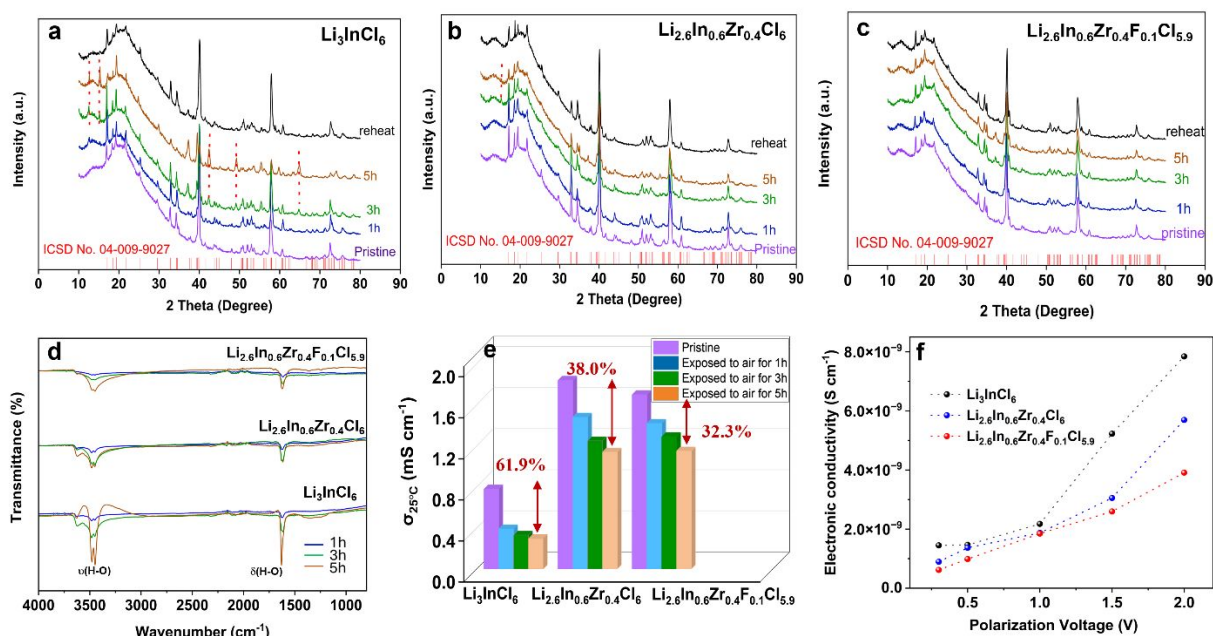 a
Li3InCl6
Intensity (a.u.)
reheat
5h
3h
1h
Pristine
ICSD No. 04-009-9027
0 10 20 30 40 50 60 70 80 90
2 Theta (Degree)
b
Li2.6In0.6Zr0.4Cl6
Intensity (a.u.)
reheat
5h
3h
1h
Pristine
ICSD No. 04-009-9027
0 10 20 30 40 50 60 70 80 90
2 Theta (Degree)
c
Li2.6In0.6Zr0.4F0.1Cl5.9
Intensity (a.u.)
reheat
5h
3h
1h
pristine
ICSD No. 04-009-9027
0 10 20 30 40 50 60 70 80 90
2 Theta (Degree)
d
Li2.6In0.6Zr0.4F0.1Cl5.9
Li2.6In0.6Zr0.4Cl6
Li3InCl6
Transmittance (%)
1h
3h
5h
υ(H-O)
δ(H-O)
4000 3500 3000 2500 2000 1500 1000
Wavenumber (cm-1)
e
Pristine
Exposed to air for 1h
Exposed to air for 3h
Exposed to air for 5h
61.9%
38.0%
32.3%
σ25°C (mS cm-1)
2.0
1.6
1.2
0.8
0.4
0.0
Li3InCl6 Li2.6In0.6Zr0.4Cl6 Li2.6In0.6Zr0.4F0.1Cl5.9
f
Electronic conductivity (S cm-1)
8.0×10-9
6.0×10-9
4.0×10-9
2.0×10-9
0.0
Li3InCl6
Li2.6In0.6Zr0.4Cl6
Li2.6In0.6Zr0.4F0.1Cl5.9
0.5 1.0 1.5 2.0
Polarization Voltage (V)